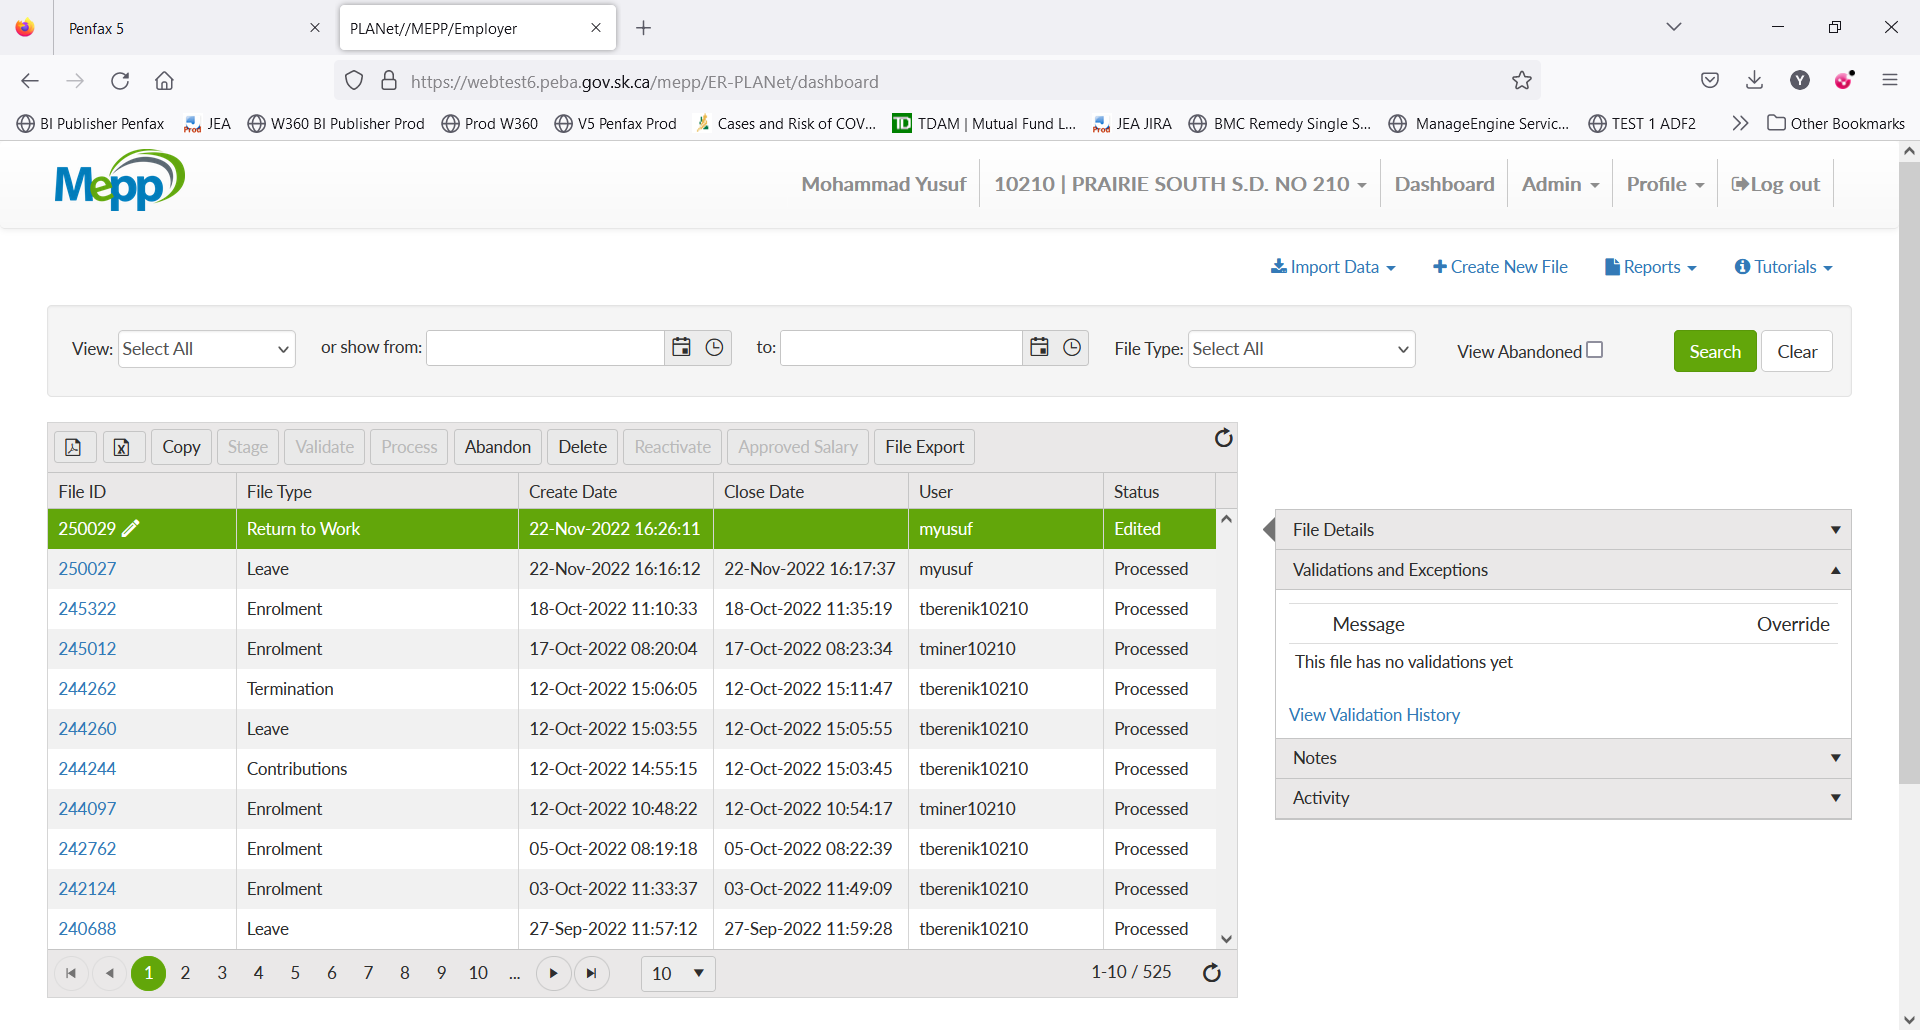 Penfax 5
PLANet//MEPP/Employer
https://webtest6.peba.gov.sk.ca/mepp/ER-PLANet/dashboard
Y
BI Publisher Penfax JEA W360 BI Publisher Prod Prod W360 V5 Penfax Prod Cases and Risk of COV... TD TDAM | Mutual Fund L... JEA JIRA BMC Remedy Single S... ManageEngine Servic... TEST 1 ADF2 Other Bookmarks
Mepp
Mohammad Yusuf 10210 | PRAIRIE SOUTH S.D. NO 210 Dashboard Admin Profile Log out
Import Data Create New File Reports Tutorials
View: Select All or show from: to: File Type: Select All View Abandoned Search Clear
Copy Stage Validate Process Abandon Delete Reactivate Approved Salary File Export
File ID File Type Create Date Close Date User Status
250029 Return to Work 22-Nov-2022 16:26:11 myusuf Edited
250027 Leave 22-Nov-2022 16:16:12 22-Nov-2022 16:17:37 myusuf Processed
245322 Enrolment 18-Oct-2022 11:10:33 18-Oct-2022 11:35:19 tberenik10210 Processed
245012 Enrolment 17-Oct-2022 08:20:04 17-Oct-2022 08:23:34 tminer10210 Processed
244262 Termination 12-Oct-2022 15:06:05 12-Oct-2022 15:11:47 tberenik10210 Processed
244260 Leave 12-Oct-2022 15:03:55 12-Oct-2022 15:05:55 tberenik10210 Processed
244244 Contributions 12-Oct-2022 14:55:15 12-Oct-2022 15:03:45 tberenik10210 Processed
244097 Enrolment 12-Oct-2022 10:48:22 12-Oct-2022 10:54:17 tminer10210 Processed
242762 Enrolment 05-Oct-2022 08:19:18 05-Oct-2022 08:22:39 tberenik10210 Processed
242124 Enrolment 03-Oct-2022 11:33:37 03-Oct-2022 11:49:09 tberenik10210 Processed
240688 Leave 27-Sep-2022 11:57:12 27-Sep-2022 11:59:28 tberenik10210 Processed
1 2 3 4 5 6 7 8 9 10 ... 10 1-10 / 525
File Details
Validations and Exceptions
Message Override
This file has no validations yet
View Validation History
Notes
Activity